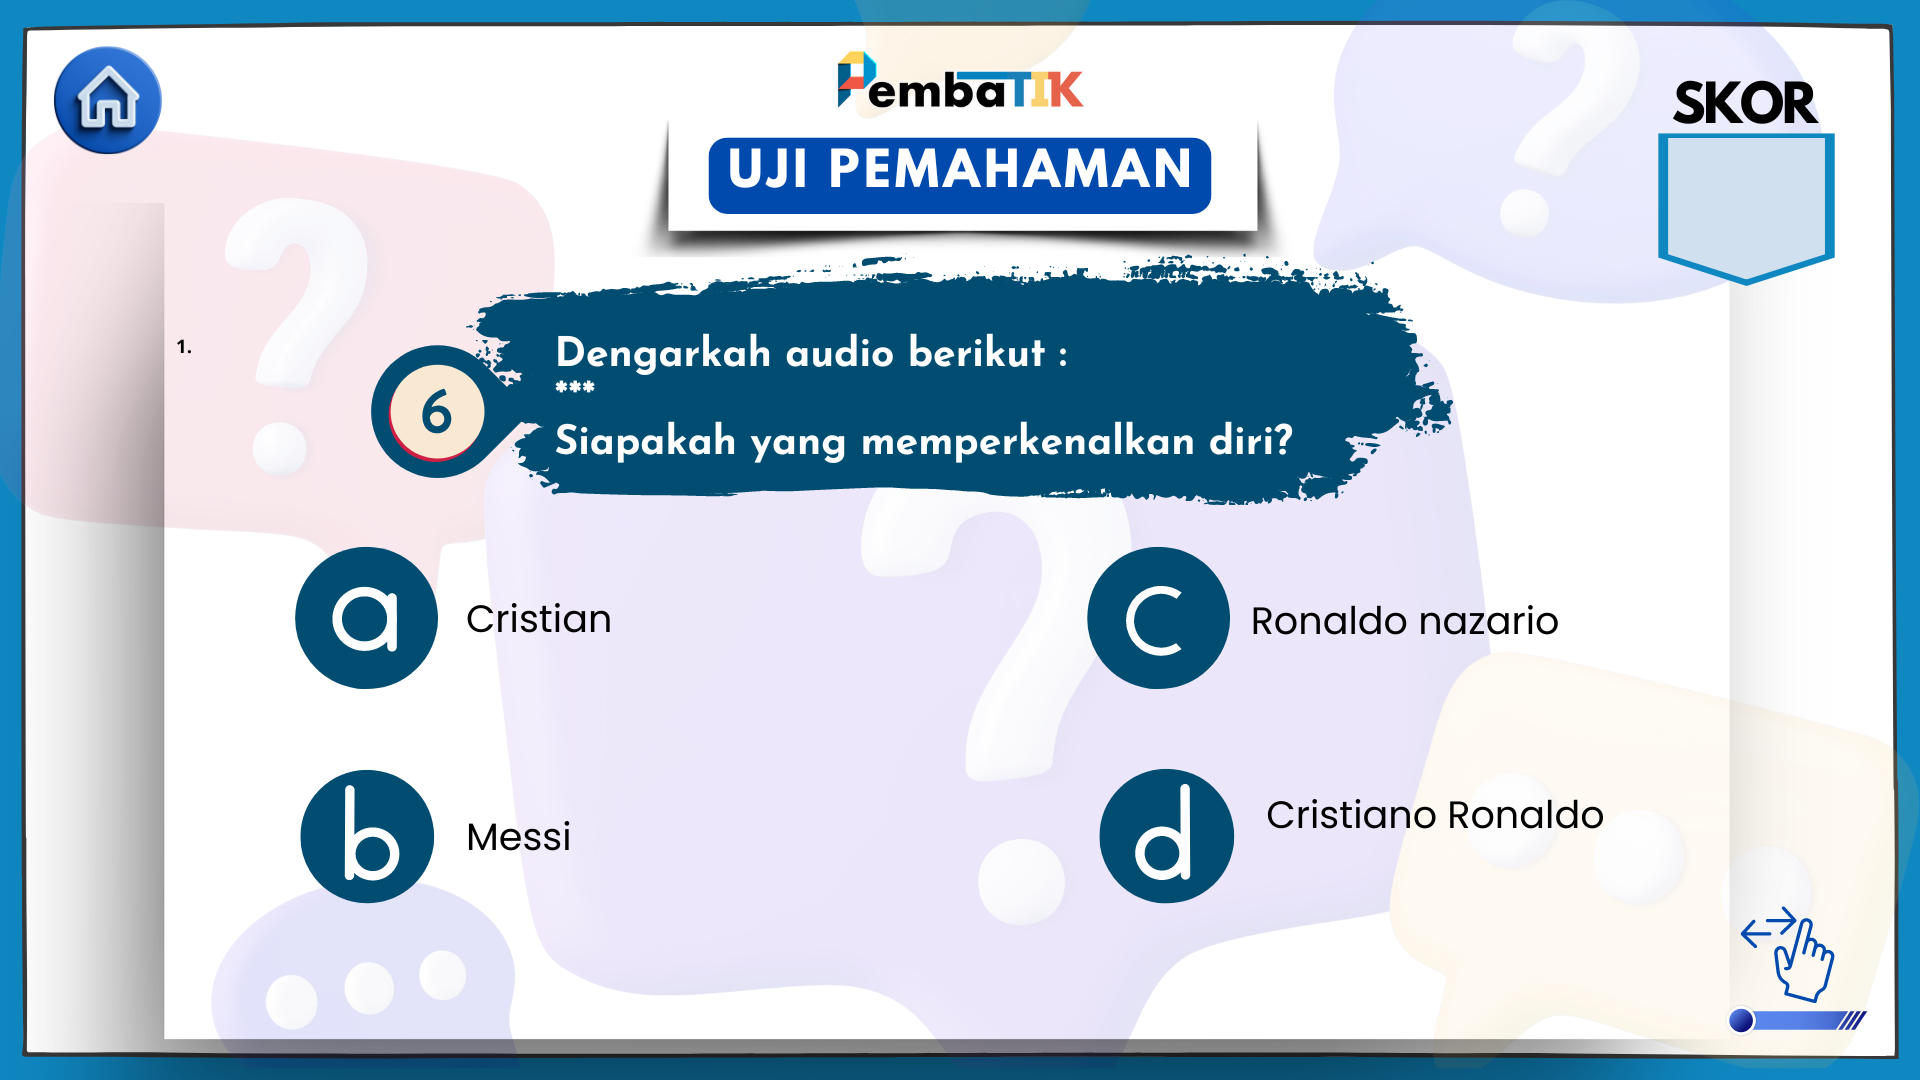 PembaTIK
SKOR
UJI PEMAHAMAN
1.
6
Dengarkah audio berikut :
***
Siapakah yang memperkenalkan diri?
a
Cristian
c
Ronaldo nazario
b
Messi
d
Cristiano Ronaldo